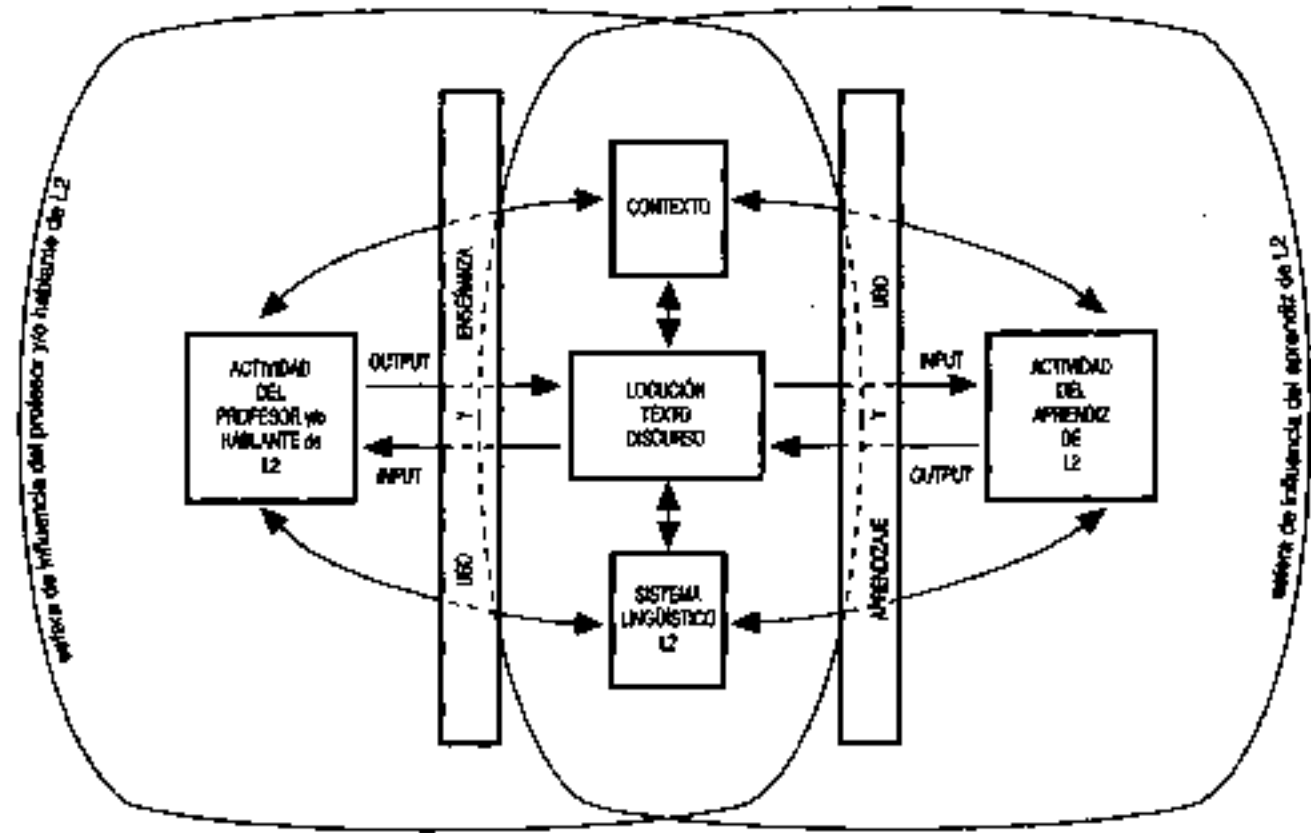 esfera de influencia del profesor y/o hablante de L2
ENSEÑANZA
Y
USO
CONTEXTO
USO
Y
APRENDIZAJE
esfera de influencia del aprendiz de L2
ACTIVIDAD
DEL
PROFESOR y/o
HABLANTE de
L2
OUTPUT
INPUT
LOCUCIÓN
TEXTO
DISCURSO
INPUT
OUTPUT
ACTIVIDAD
DEL
APRENDIZ
DE
L2
SISTEMA
LINGÜÍSTICO
L2